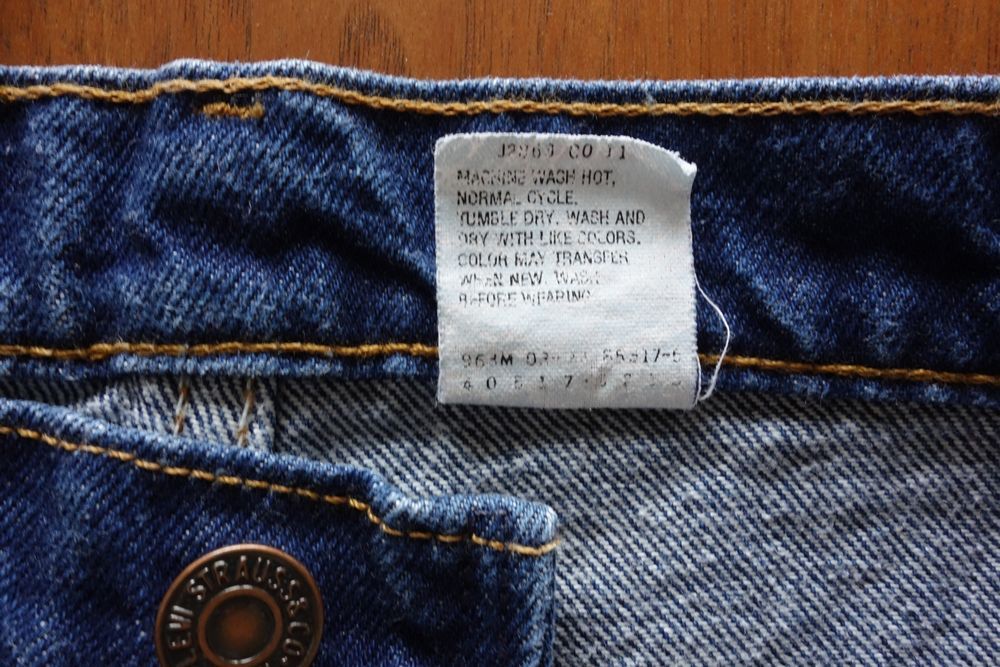 MACHINE WASH HOT,
NORMAL CYCLE.
TUMBLE DRY. WASH AND
DRY WITH LIKE COLORS.
COLOR MAY TRANSFER
WHEN NEW. WASH
BEFORE WEARING
LEVI STRAUSS & CO.